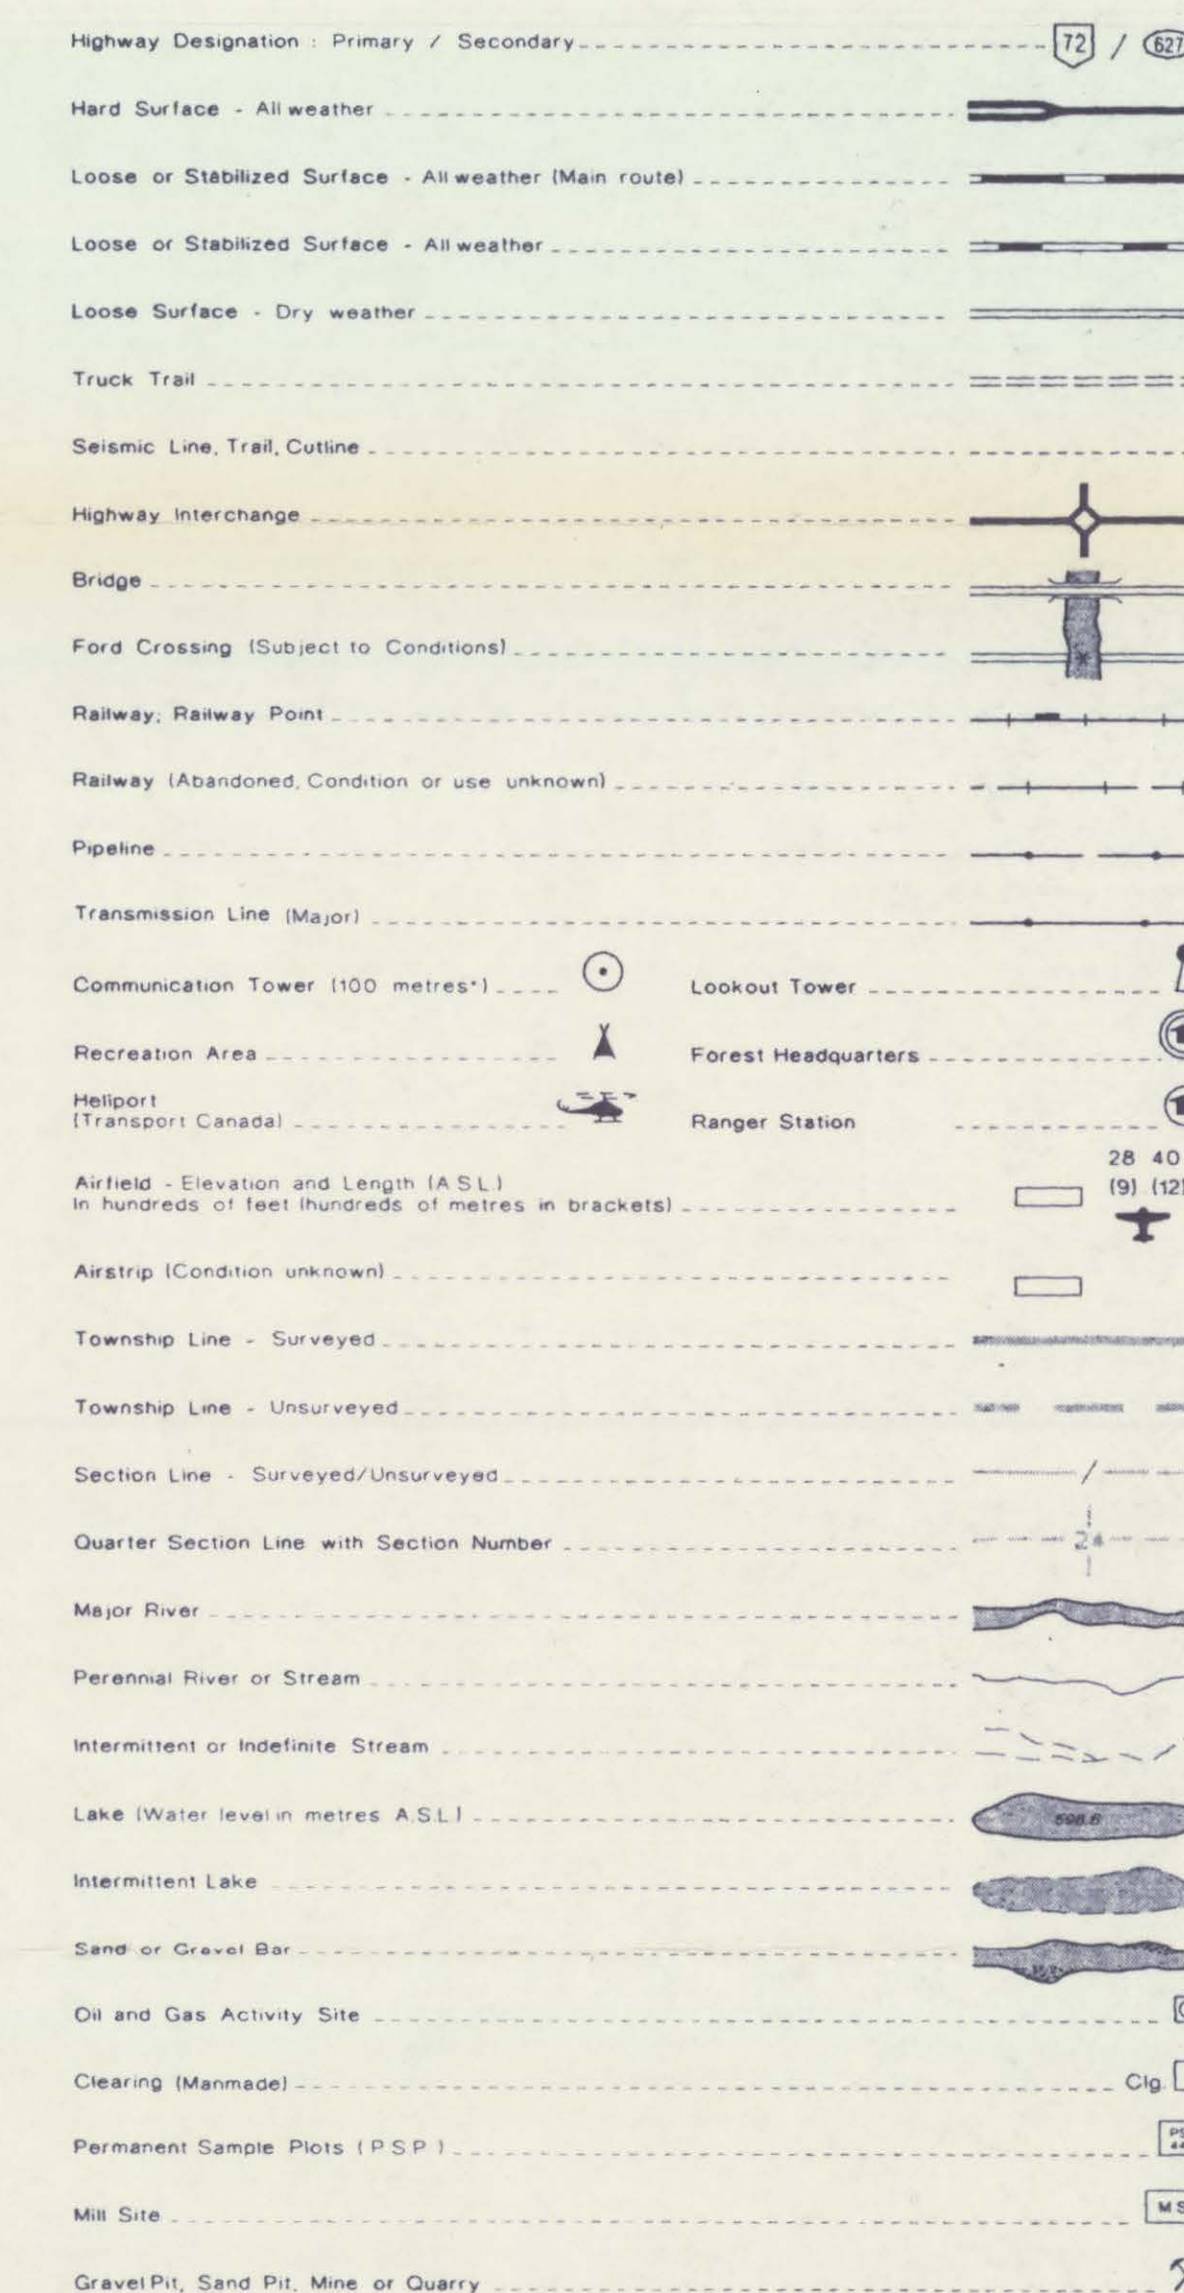 Highway Designation : Primary / Secondary 72 / 627
Hard Surface - All weather
Loose or Stabilized Surface - All weather (Main route)
Loose or Stabilized Surface - All weather
Loose Surface - Dry weather
Truck Trail
Seismic Line, Trail, Cutline
Highway Interchange
Bridge
Ford Crossing (Subject to Conditions)
Railway; Railway Point
Railway (Abandoned, Condition or use unknown)
Pipeline
Transmission Line (Major)
Communication Tower (100 metres+) Lookout Tower
Recreation Area Forest Headquarters
Heliport
(Transport Canada) Ranger Station
28 40
Airfield - Elevation and Length (A.S.L.) (9) (12)
In hundreds of feet (hundreds of metres in brackets)
Airstrip (Condition unknown)
Township Line - Surveyed
Township Line - Unsurveyed
Section Line - Surveyed/Unsurveyed /
Quarter Section Line with Section Number 24
Major River
Perennial River or Stream
Intermittent or Indefinite Stream
Lake (Water level in metres A.S.L.) 598.6
Intermittent Lake
Sand or Gravel Bar
Oil and Gas Activity Site
Clearing (Manmade) Clg.
Permanent Sample Plots (P S P)
Mill Site
Gravel Pit, Sand Pit, Mine or Quarry